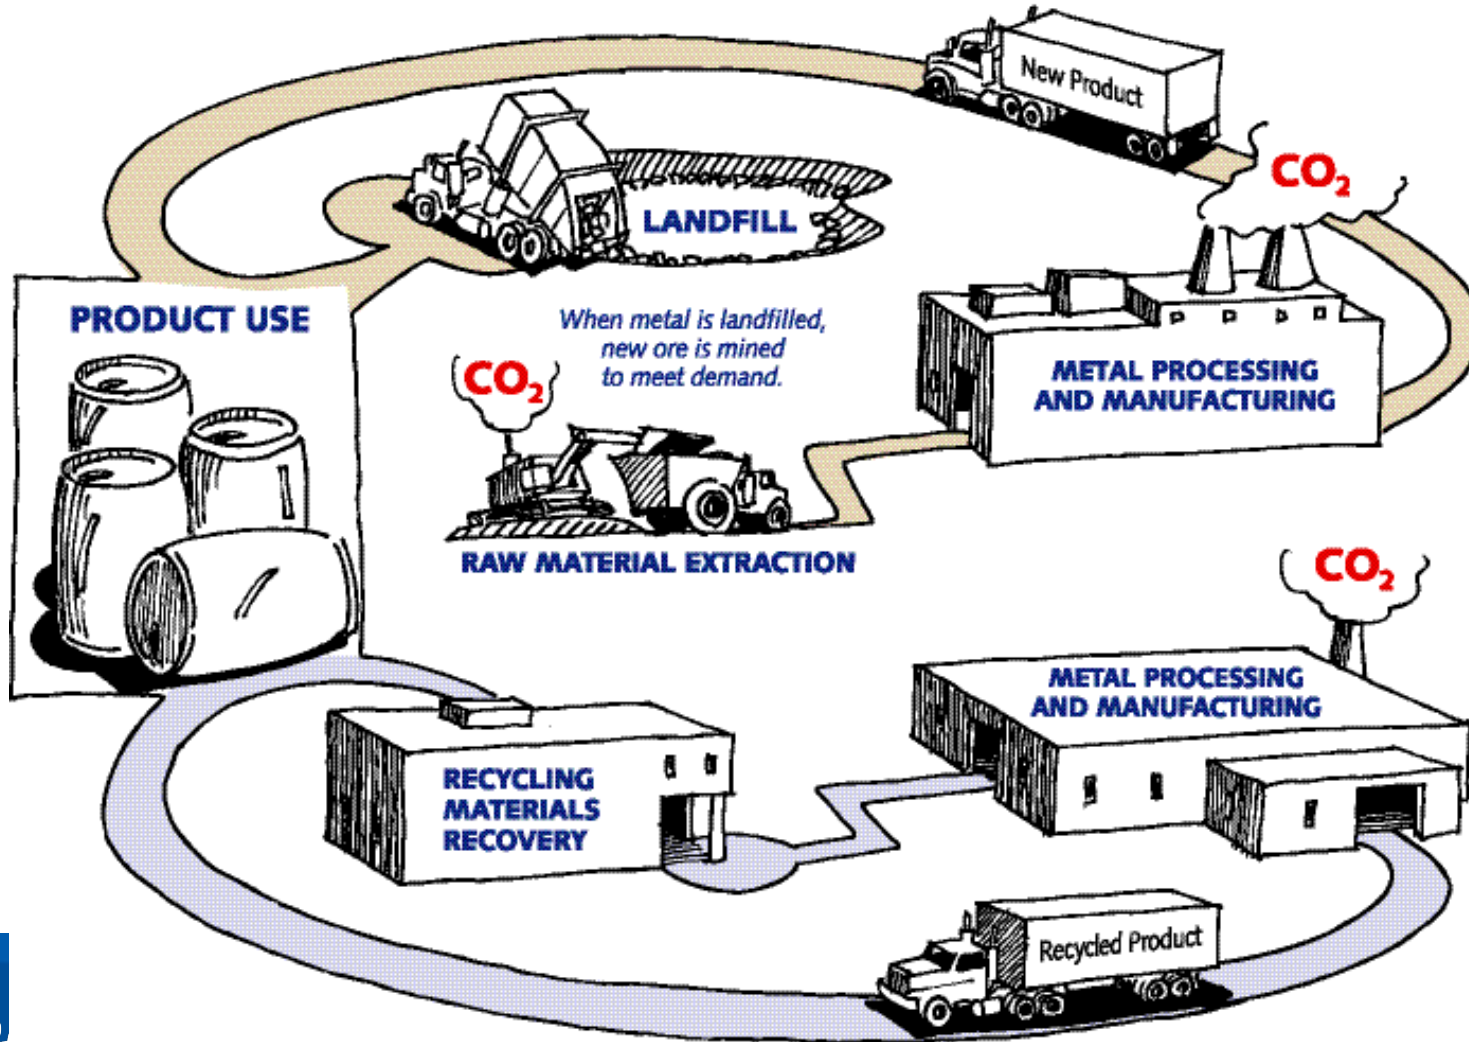 New Product
CO₂
LANDFILL
PRODUCT USE
When metal is landfilled,
new ore is mined
to meet demand.
CO₂
METAL PROCESSING
AND MANUFACTURING
RAW MATERIAL EXTRACTION
CO₂
METAL PROCESSING
AND MANUFACTURING
RECYCLING
MATERIALS
RECOVERY
Recycled Product